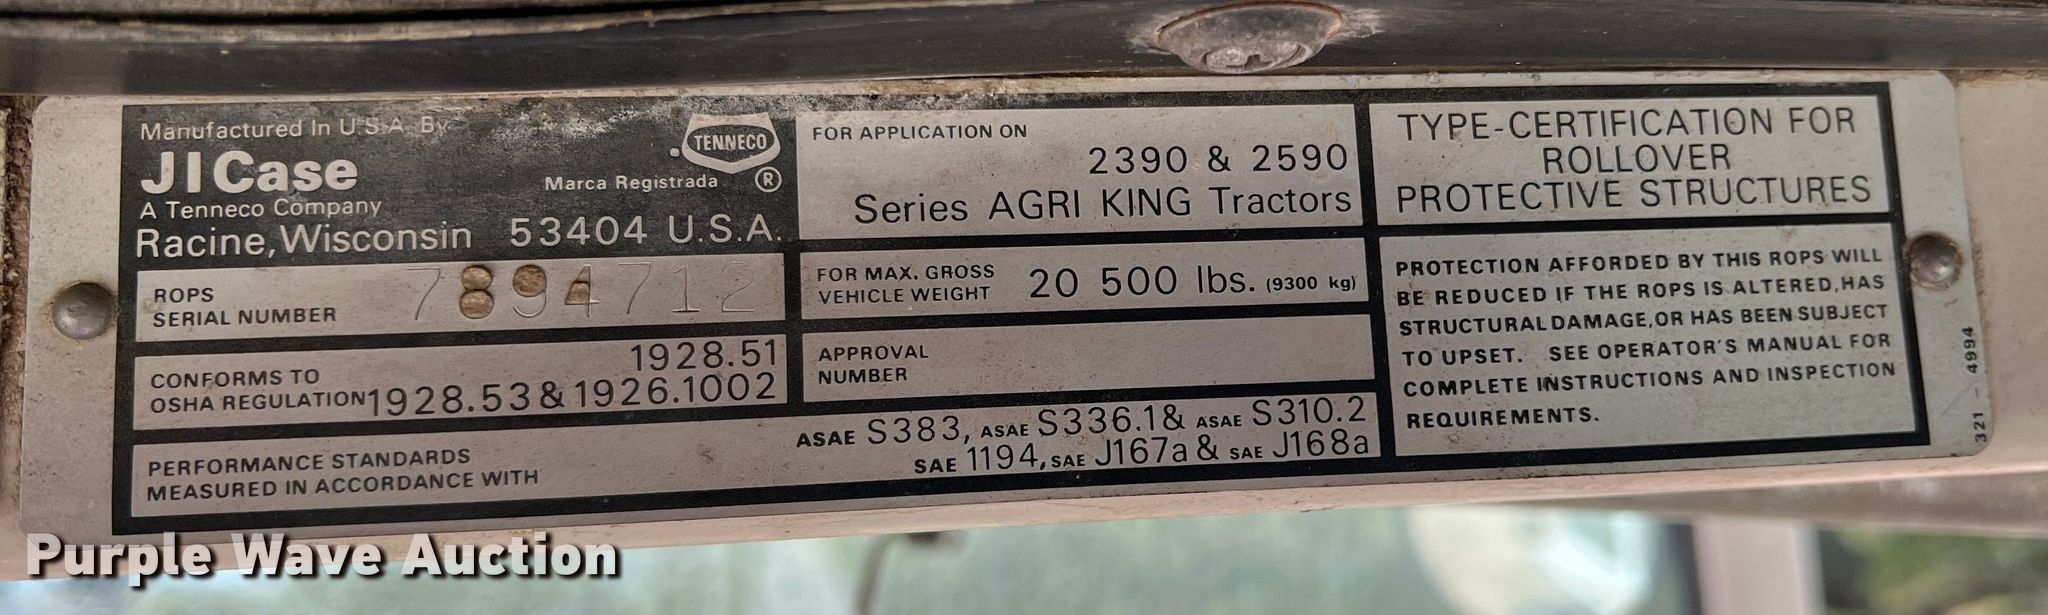 Manufactured In U.S.A. By
JI Case
A Tenneco Company
Racine, Wisconsin 53404 U.S.A.
TENNECO
Marca Registrada ®
ROPS
SERIAL NUMBER 7894712
CONFORMS TO
OSHA REGULATION 1928.51
1928.53 & 1926.1002
PERFORMANCE STANDARDS
MEASURED IN ACCORDANCE WITH
ASAE S383, ASAE S336.1 & ASAE S310.2
SAE 1194, SAE J167a & SAE J168a
FOR APPLICATION ON
2390 & 2590
Series AGRI KING Tractors
FOR MAX. GROSS
VEHICLE WEIGHT 20 500 lbs. (9300 kg)
APPROVAL
NUMBER
TYPE-CERTIFICATION FOR
ROLLOVER
PROTECTIVE STRUCTURES
PROTECTION AFFORDED BY THIS ROPS WILL
BE REDUCED IF THE ROPS IS ALTERED, HAS
STRUCTURAL DAMAGE, OR HAS BEEN SUBJECT
TO UPSET. SEE OPERATOR'S MANUAL FOR
COMPLETE INSTRUCTIONS AND INSPECTION
REQUIREMENTS.
321-4994
Purple Wave Auction